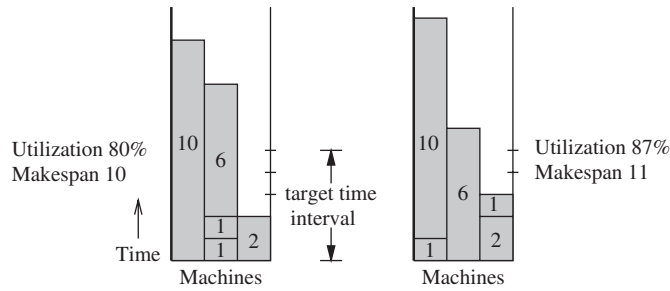 Utilization 80%
Makespan 10
Time
10
6
1
1
2
Machines
target time
interval
10
1
6
1
2
Machines
Utilization 87%
Makespan 11